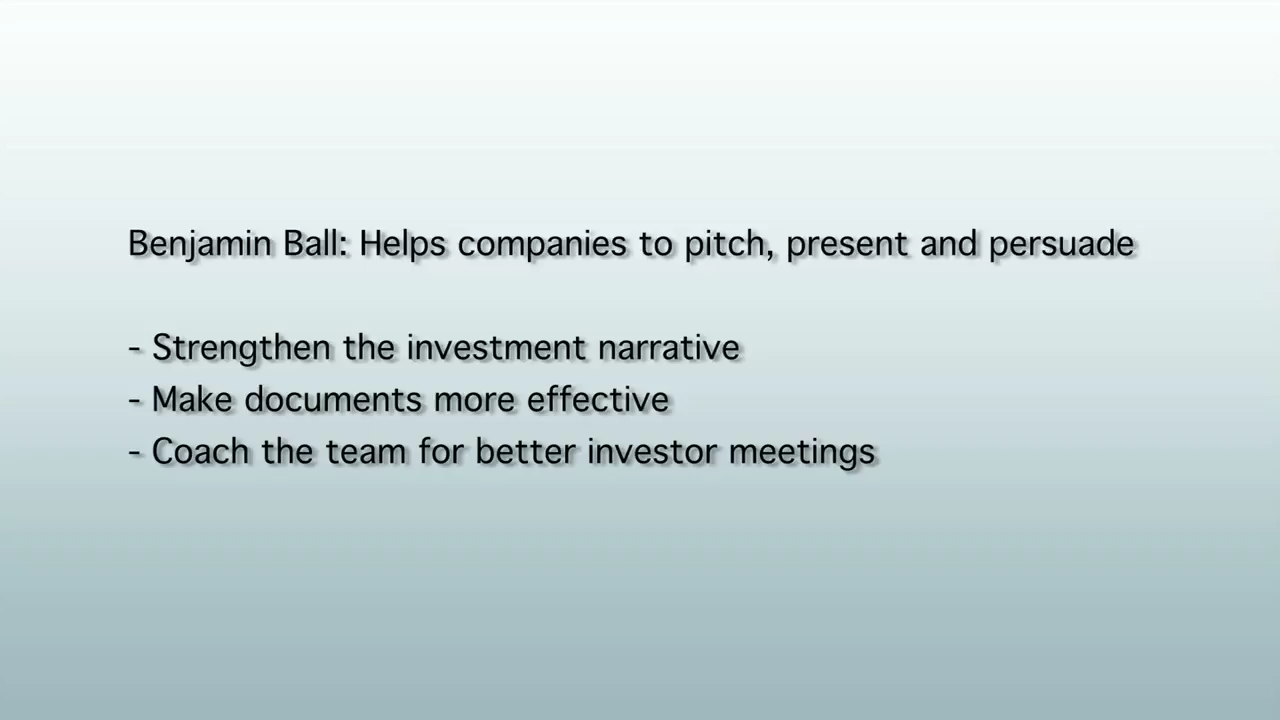 Benjamin Ball: Helps companies to pitch, present and persuade
- Strengthen the investment narrative
- Make documents more effective
- Coach the team for better investor meetings